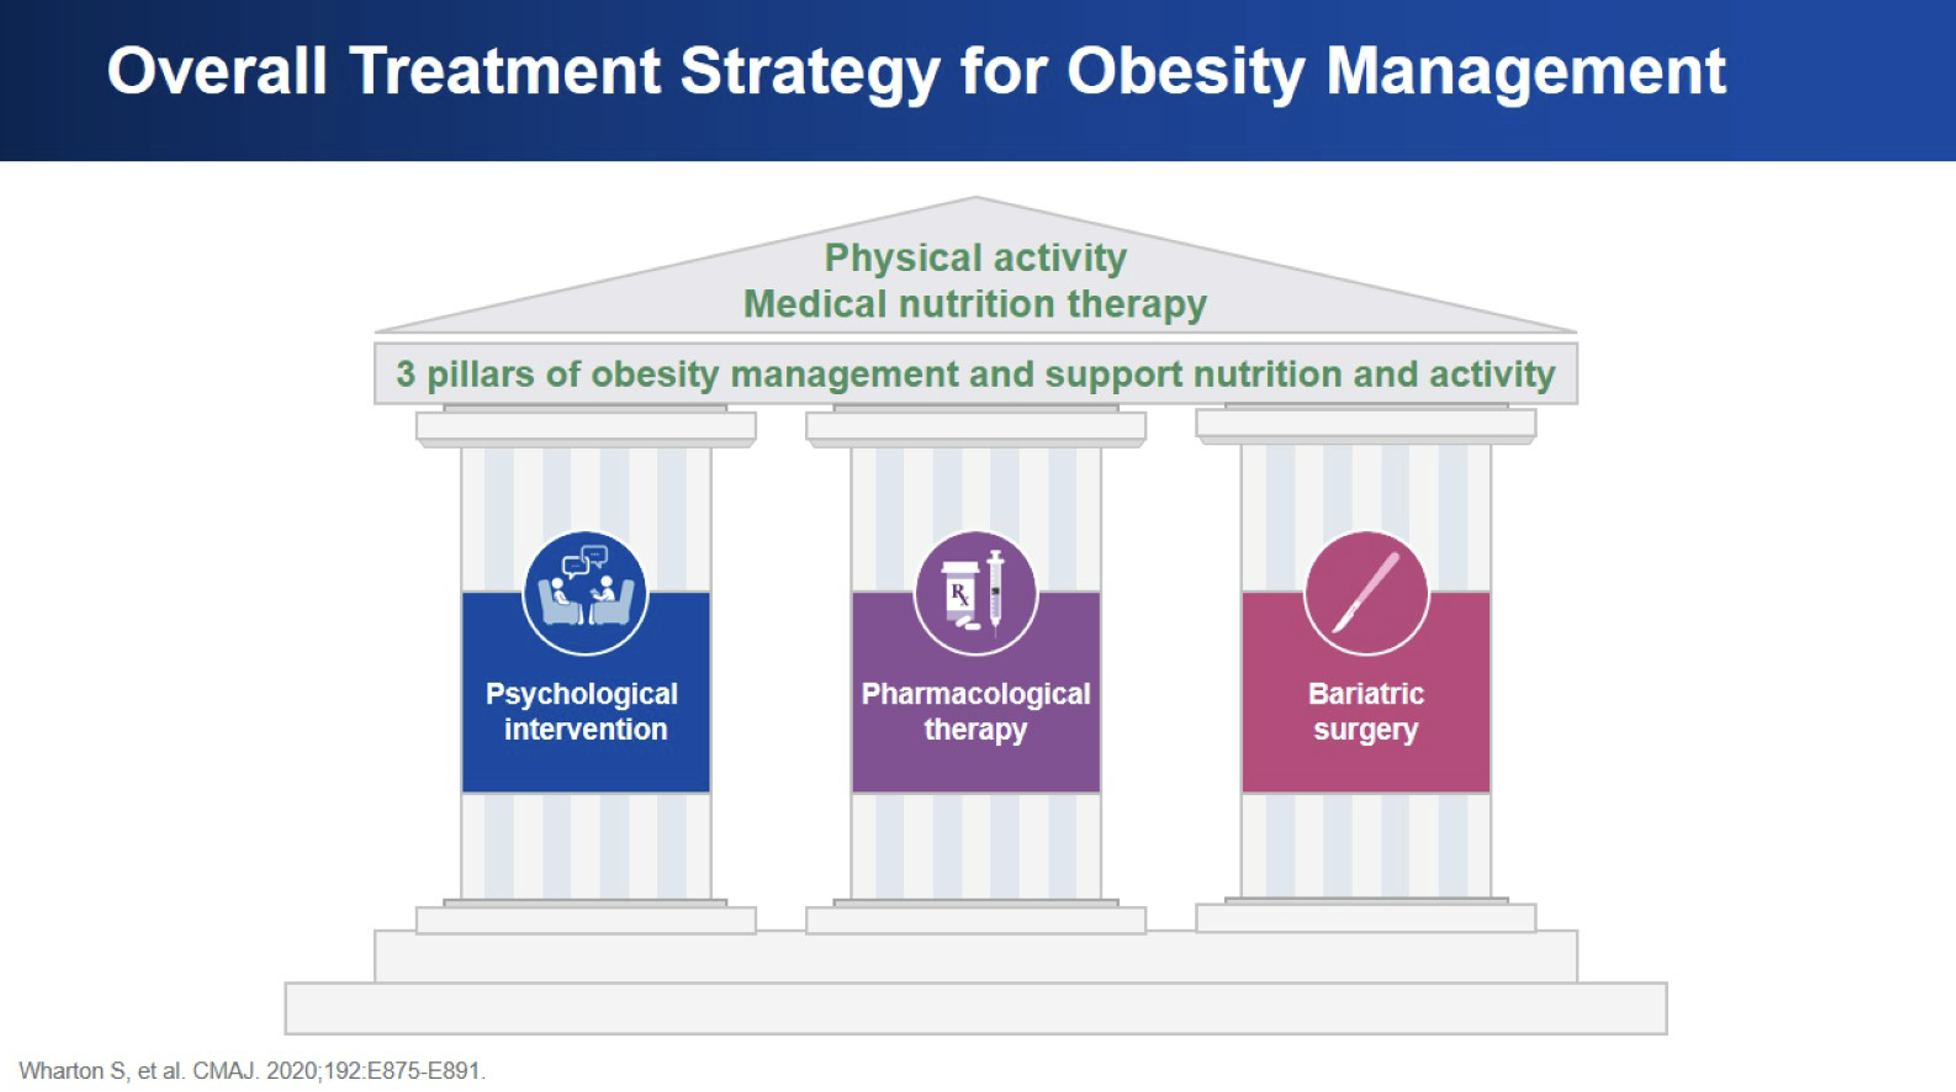 Overall Treatment Strategy for Obesity Management
Physical activity
Medical nutrition therapy
3 pillars of obesity management and support nutrition and activity
Rx
Psychological
intervention
Pharmacological
therapy
Bariatric
surgery
Wharton S, et al. CMAJ. 2020;192:E875-E891.